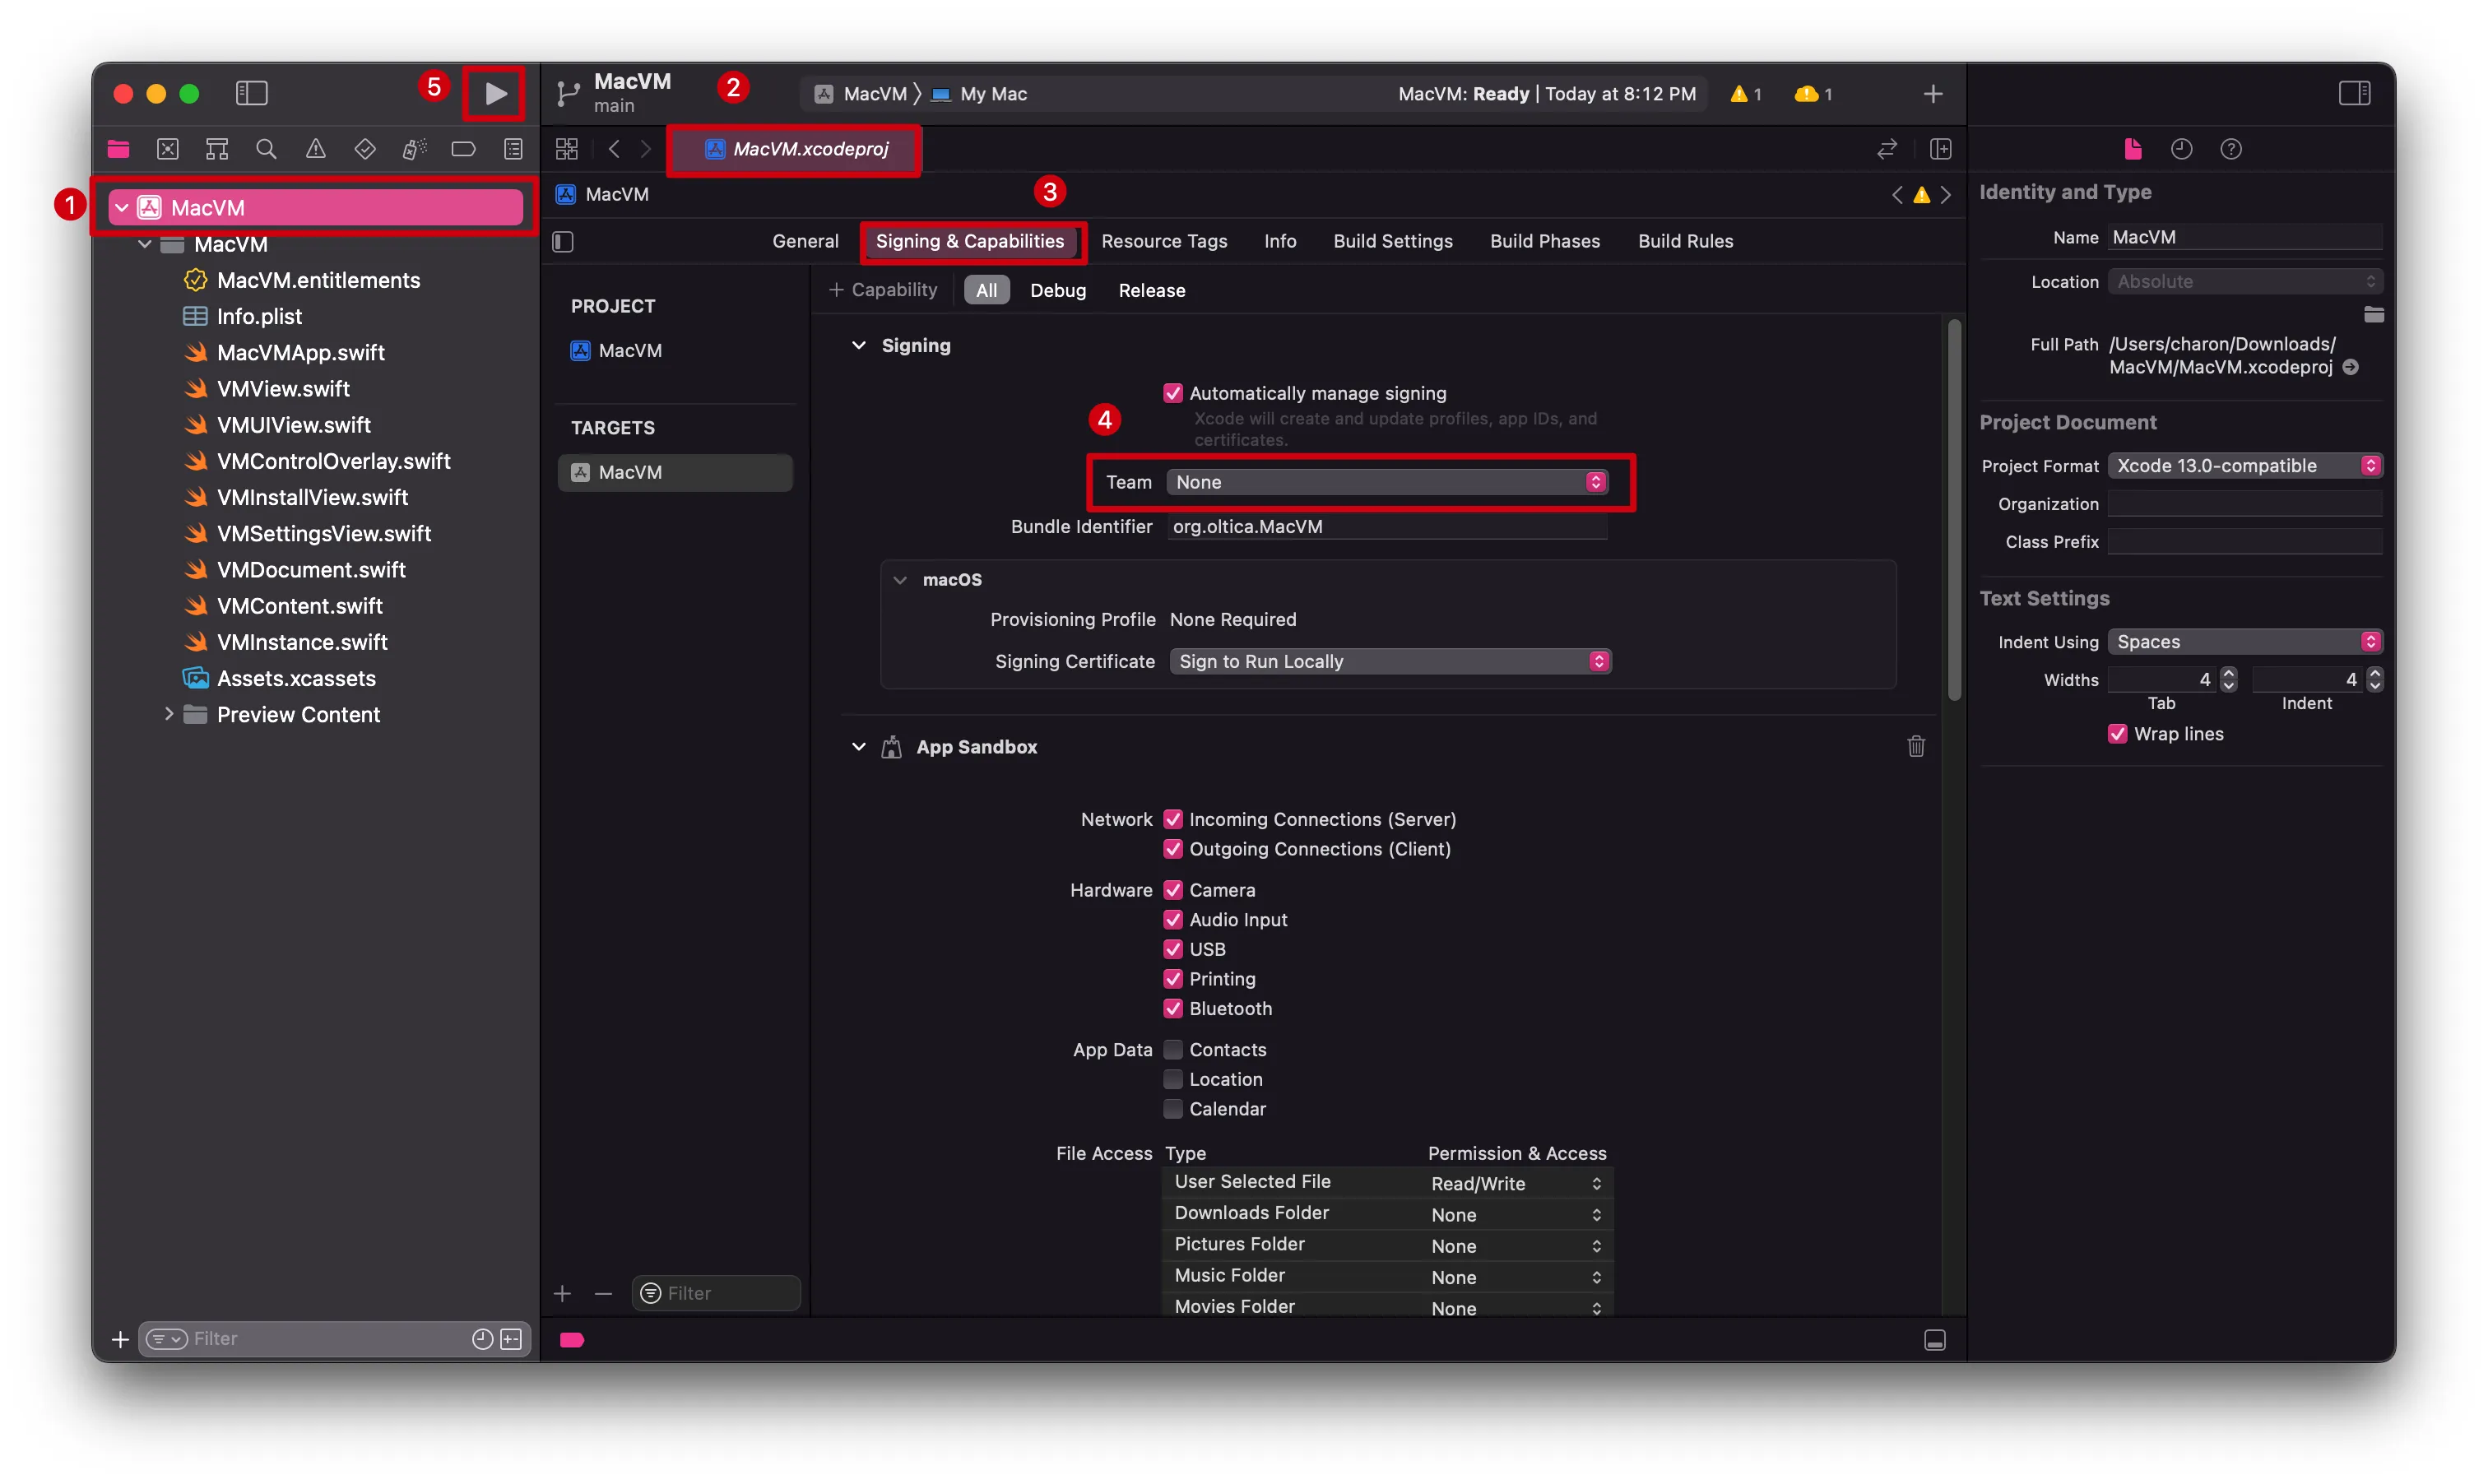 5
MacVM
main
2
MacVM
My Mac
MacVM: Ready | Today at 8:12 PM
1
1
MacVM.xcodeproj
1
MacVM
MacVM
MacVM.entitlements
Info.plist
MacVMApp.swift
VMView.swift
VMUIView.swift
VMControlOverlay.swift
VMInstallView.swift
VMSettingsView.swift
VMDocument.swift
VMContent.swift
VMInstance.swift
Assets.xcassets
Preview Content
Filter
MacVM
3
General
Signing & Capabilities
Resource Tags
Info
Build Settings
Build Phases
Build Rules
PROJECT
MacVM
TARGETS
MacVM
Filter
+ Capability
All
Debug
Release
Signing
Automatically manage signing
Xcode will create and update profiles, app IDs, and
certificates.
4
Team None
Bundle Identifier org.oltica.MacVM
macOS
Provisioning Profile None Required
Signing Certificate Sign to Run Locally
App Sandbox
Network Incoming Connections (Server)
Outgoing Connections (Client)
Hardware Camera
Audio Input
USB
Printing
Bluetooth
App Data Contacts
Location
Calendar
File Access Type Permission & Access
User Selected File Read/Write
Downloads Folder None
Pictures Folder None
Music Folder None
Movies Folder None
Identity and Type
Name MacVM
Location Absolute
Full Path /Users/charon/Downloads/
MacVM/MacVM.xcodeproj
Project Document
Project Format Xcode 13.0-compatible
Organization
Class Prefix
Text Settings
Indent Using Spaces
Widths 4 4
Tab Indent
Wrap lines